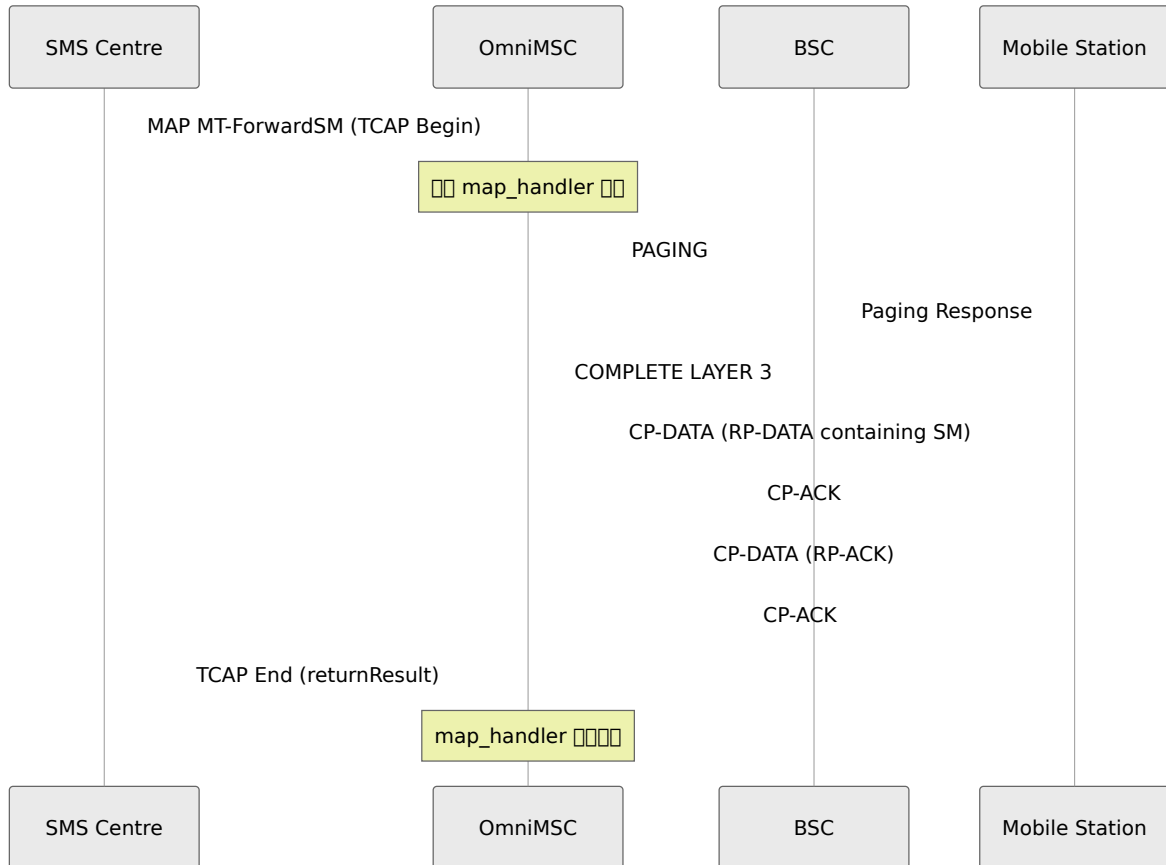 SMS Centre
OmniMSC
BSC
Mobile Station
MAP MT-ForwardSM (TCAP Begin)
map_handler
PAGING
Paging Response
COMPLETE LAYER 3
CP-DATA (RP-DATA containing SM)
CP-ACK
CP-DATA (RP-ACK)
CP-ACK
TCAP End (returnResult)
map_handler
SMS Centre
OmniMSC
BSC
Mobile Station